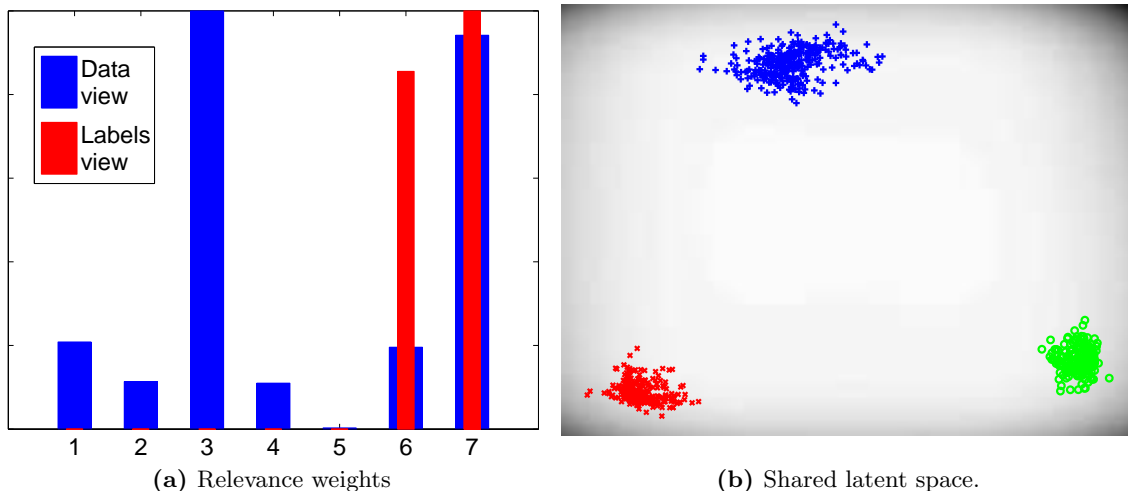 Data
view
Labels
view
1 2 3 4 5 6 7
(a) Relevance weights
(b) Shared latent space.